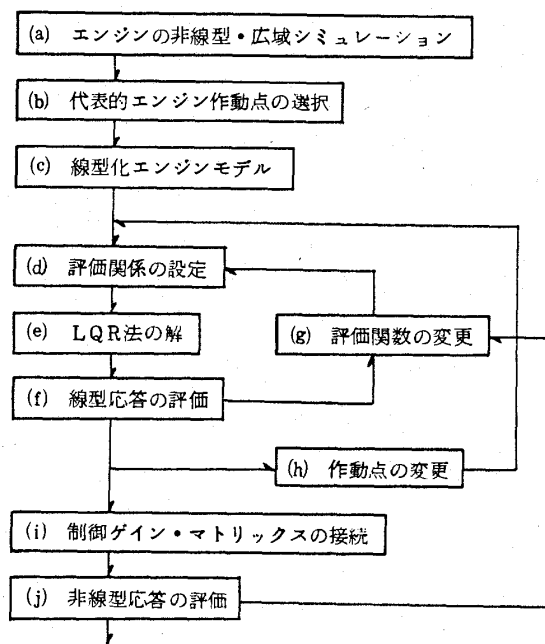 (a) エンジンの非線型・広域シミュレーション
(b) 代表的エンジン作動点の選択
(c) 線型化エンジンモデル
(d) 評価関係の設定
(e) LQR法の解
(g) 評価関数の変更
(f) 線型応答の評価
(h) 作動点の変更
(i) 制御ゲイン・マトリックスの接続
(j) 非線型応答の評価